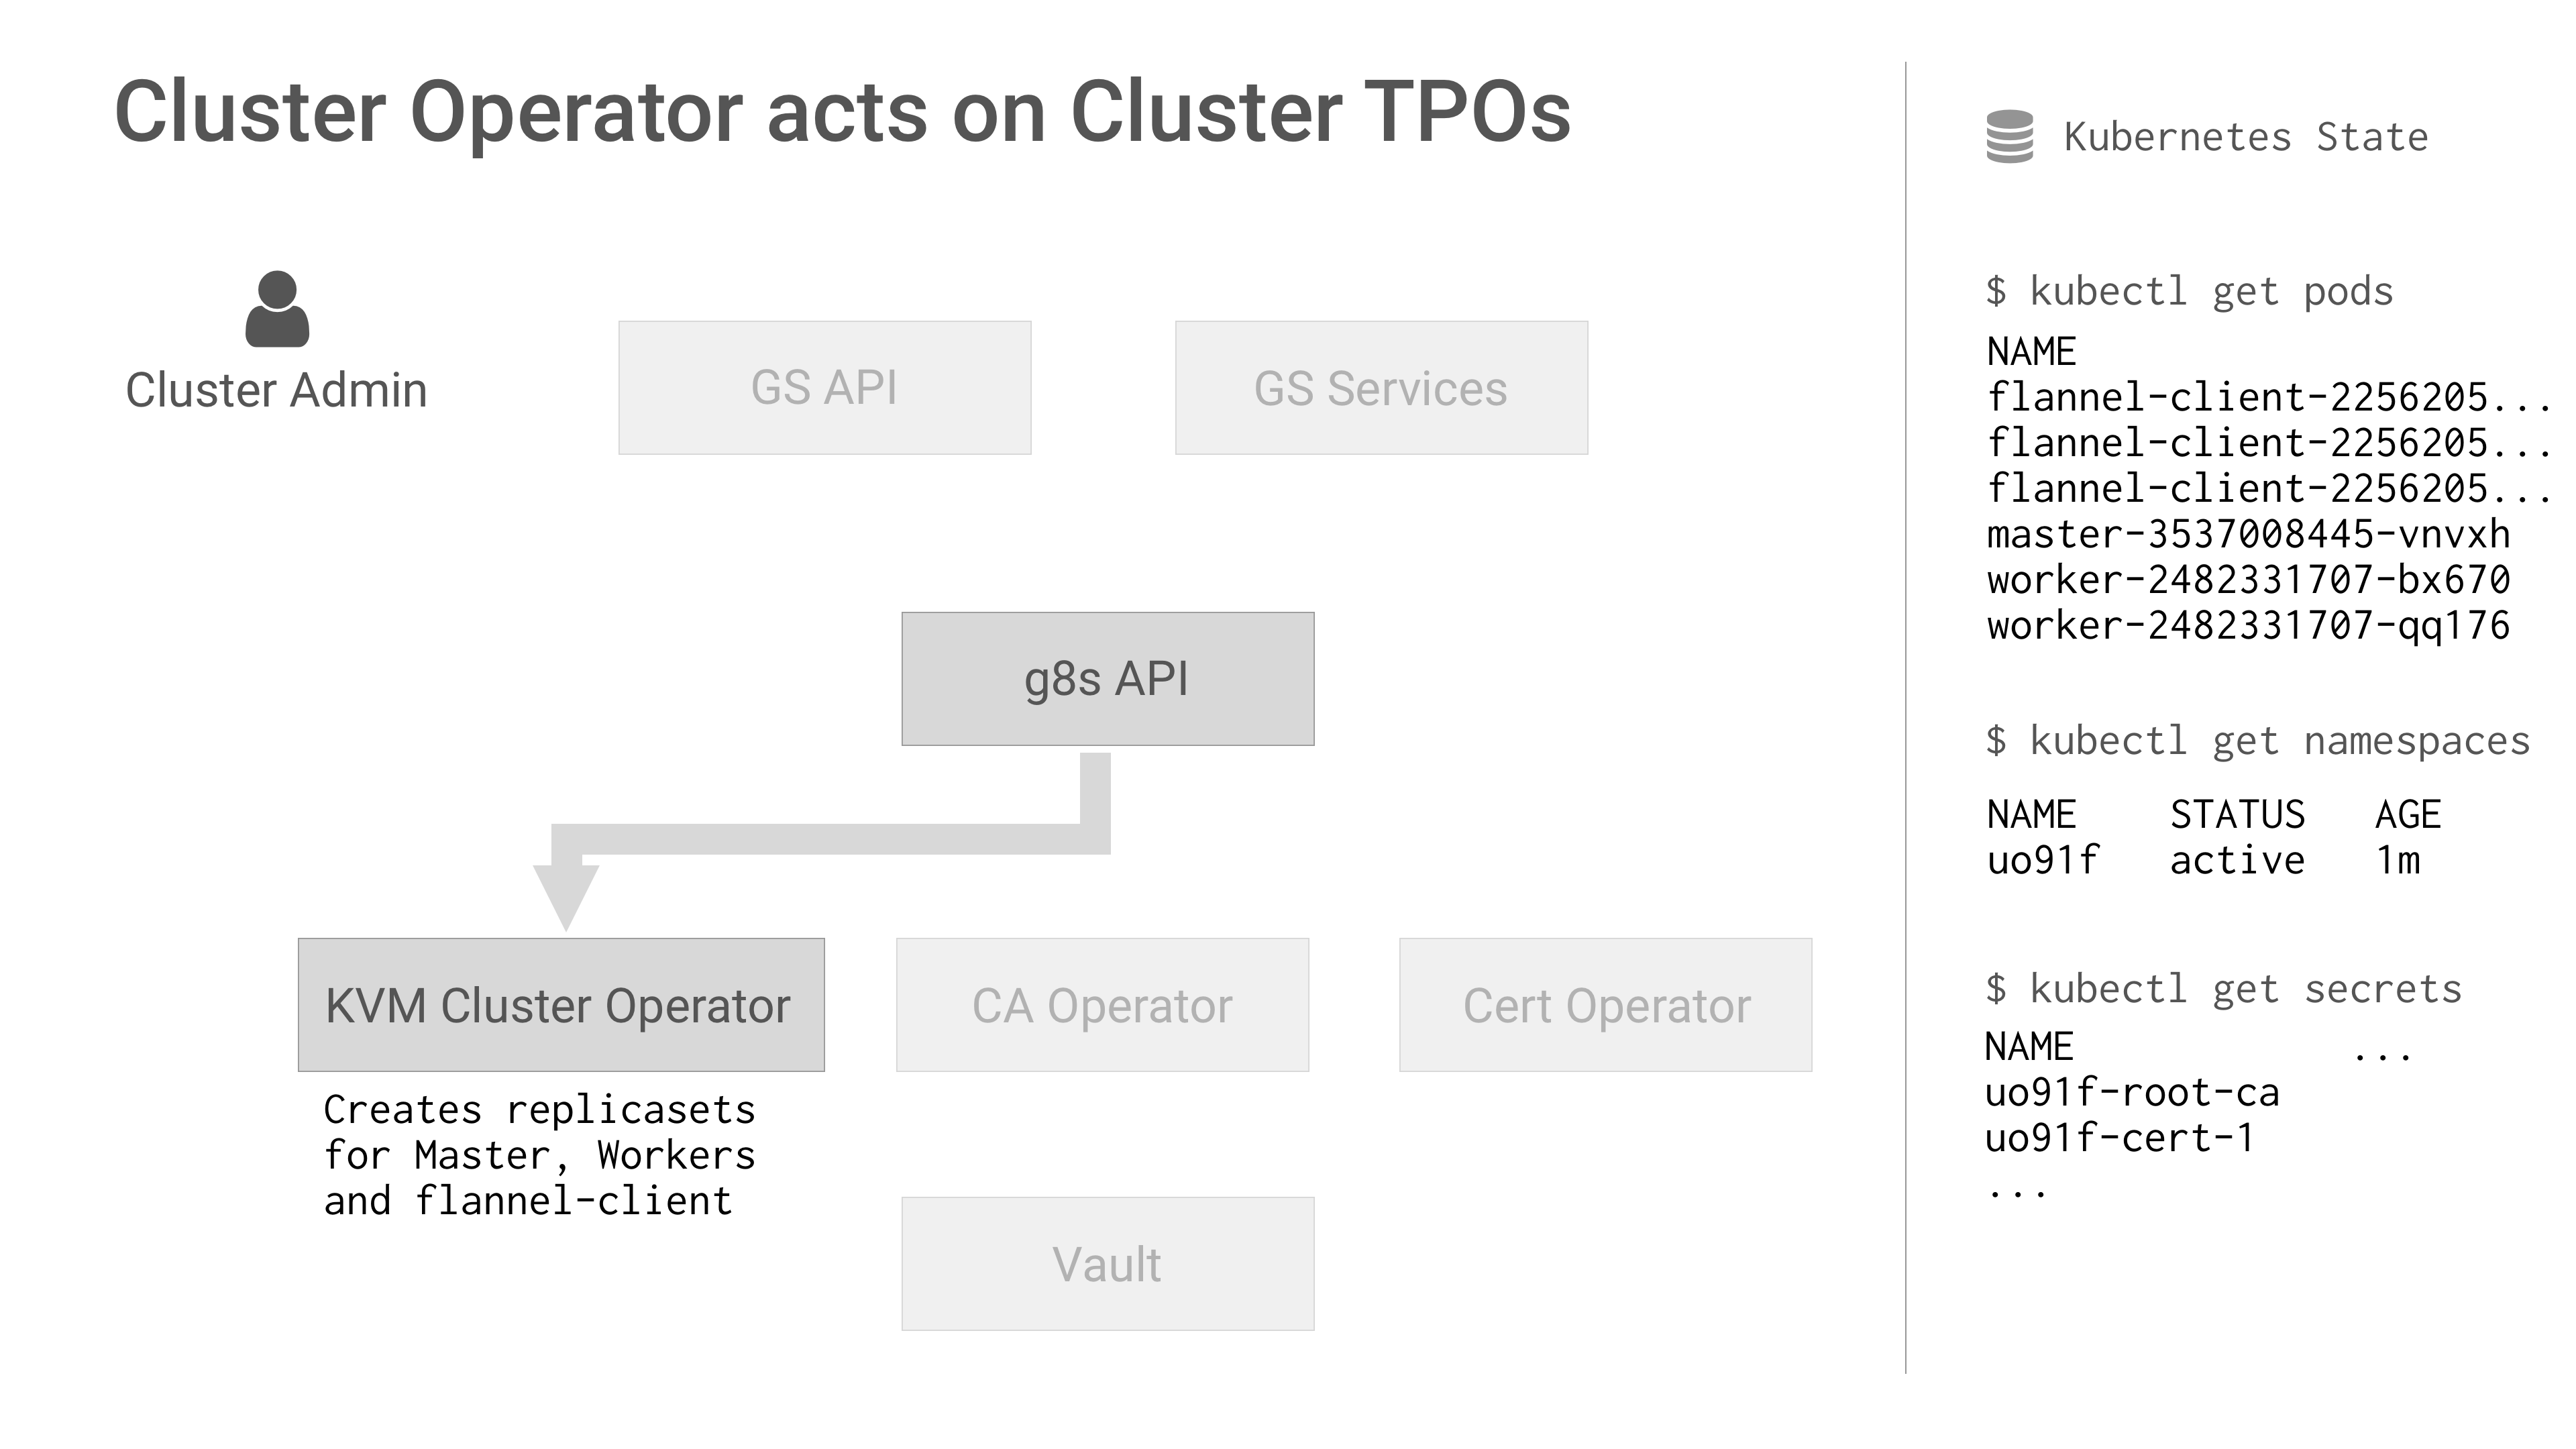 Cluster Operator acts on Cluster TPOs
Cluster Admin
GS API
GS Services
g8s API
KVM Cluster Operator
CA Operator
Cert Operator
Creates replicasets
for Master, Workers
and flannel-client
Vault
Kubernetes State
$ kubectl get pods
NAME
flannel-client-2256205...
flannel-client-2256205...
flannel-client-2256205...
master-3537008445-vnvxh
worker-2482331707-bx670
worker-2482331707-qq176
$ kubectl get namespaces
NAME STATUS AGE
uo91f active 1m
$ kubectl get secrets
NAME ...
uo91f-root-ca
uo91f-cert-1
...